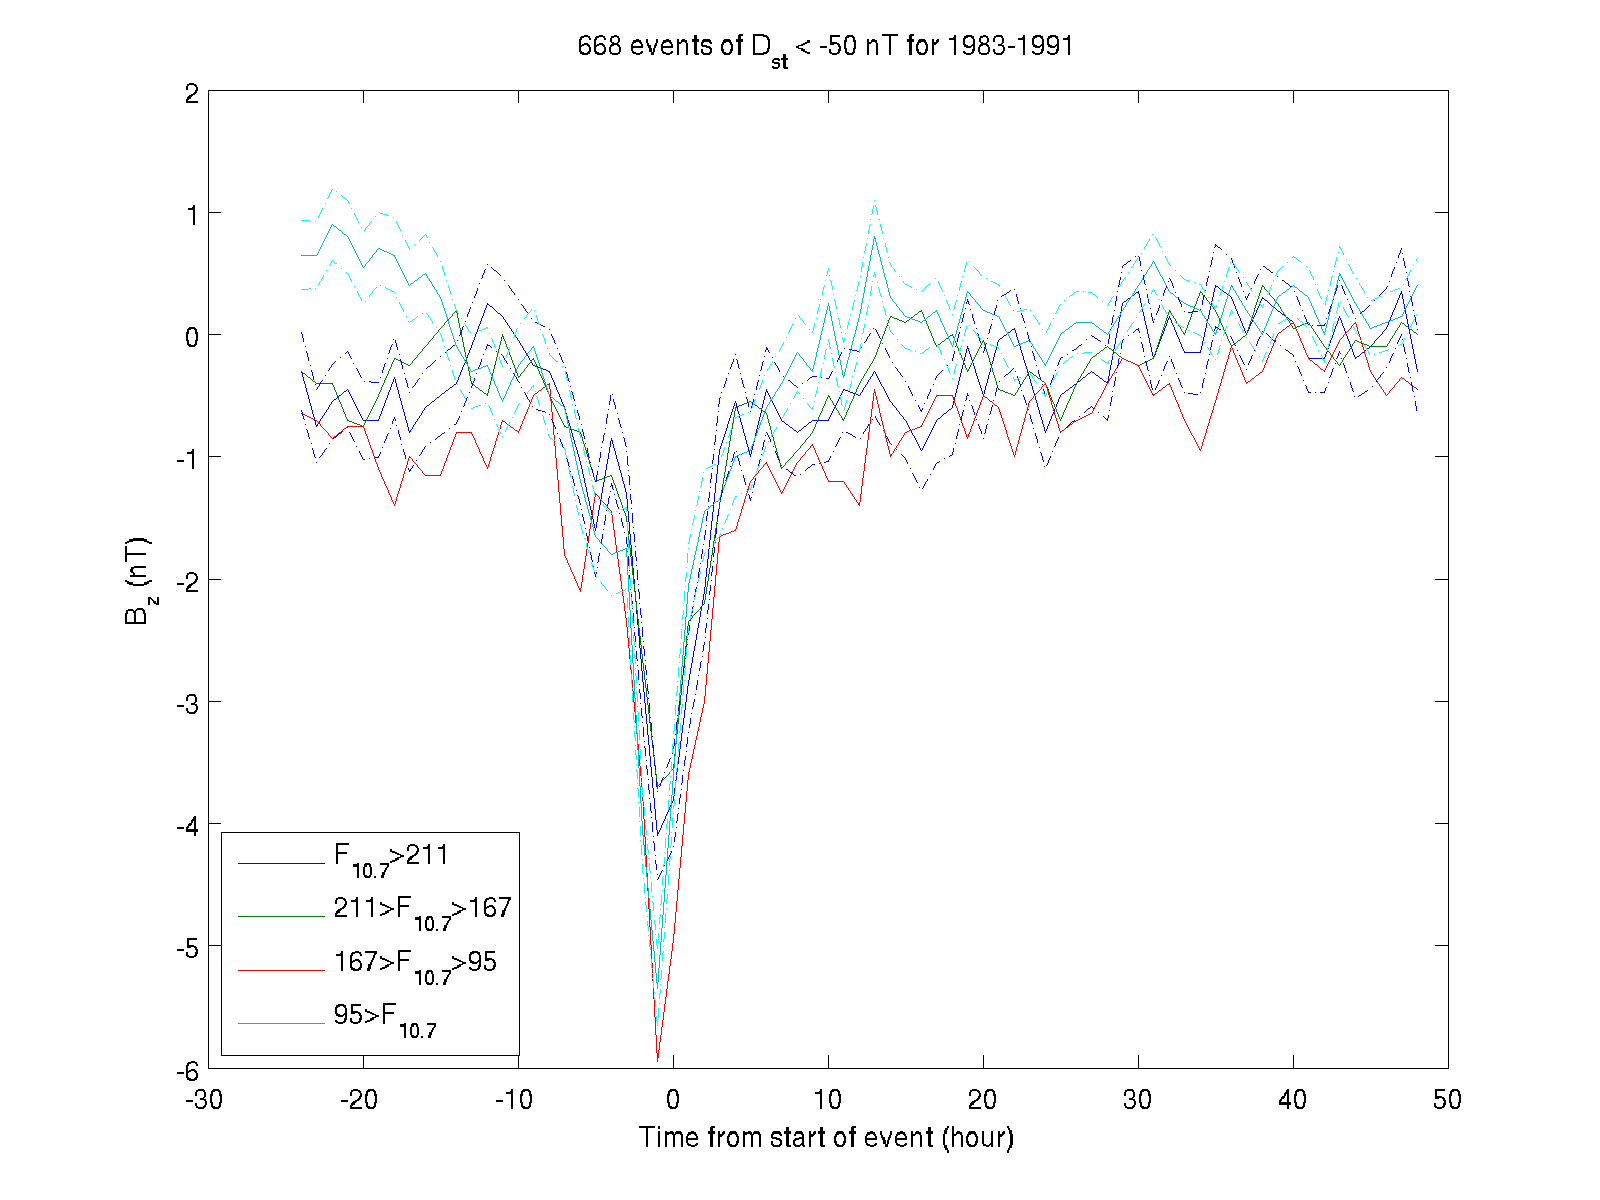 668 events of D_st < -50 nT for 1983-1991
2
1
0
-1
-2
-3
-4
-5
-6
B_z (nT)
F_10.7>211
211>F_10.7>167
167>F_10.7>95
95>F_10.7
-30 -20 -10 0 10 20 30 40 50
Time from start of event (hour)